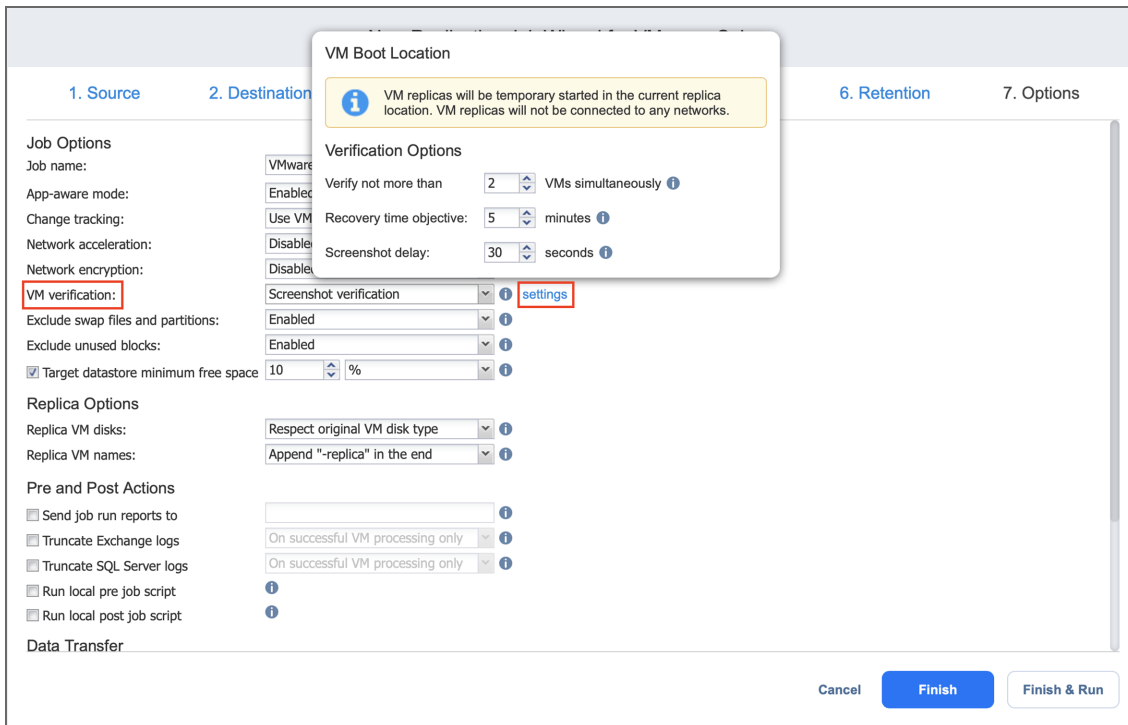 VM Boot Location
VM replicas will be temporary started in the current replica
location. VM replicas will not be connected to any networks.
Verification Options
Verify not more than 2 VMs simultaneously
Recovery time objective: 5 minutes
Screenshot delay: 30 seconds
1. Source 2. Destination 6. Retention 7. Options
Job Options
Job name: VMware
App-aware mode: Enabled
Change tracking: Use VM
Network acceleration: Disabled
Network encryption: Disabled
VM verification: Screenshot verification settings
Exclude swap files and partitions: Enabled
Exclude unused blocks: Enabled
Target datastore minimum free space 10 %
Replica Options
Replica VM disks: Respect original VM disk type
Replica VM names: Append "-replica" in the end
Pre and Post Actions
Send job run reports to
Truncate Exchange logs On successful VM processing only
Truncate SQL Server logs On successful VM processing only
Run local pre job script
Run local post job script
Data Transfer
Cancel Finish Finish & Run